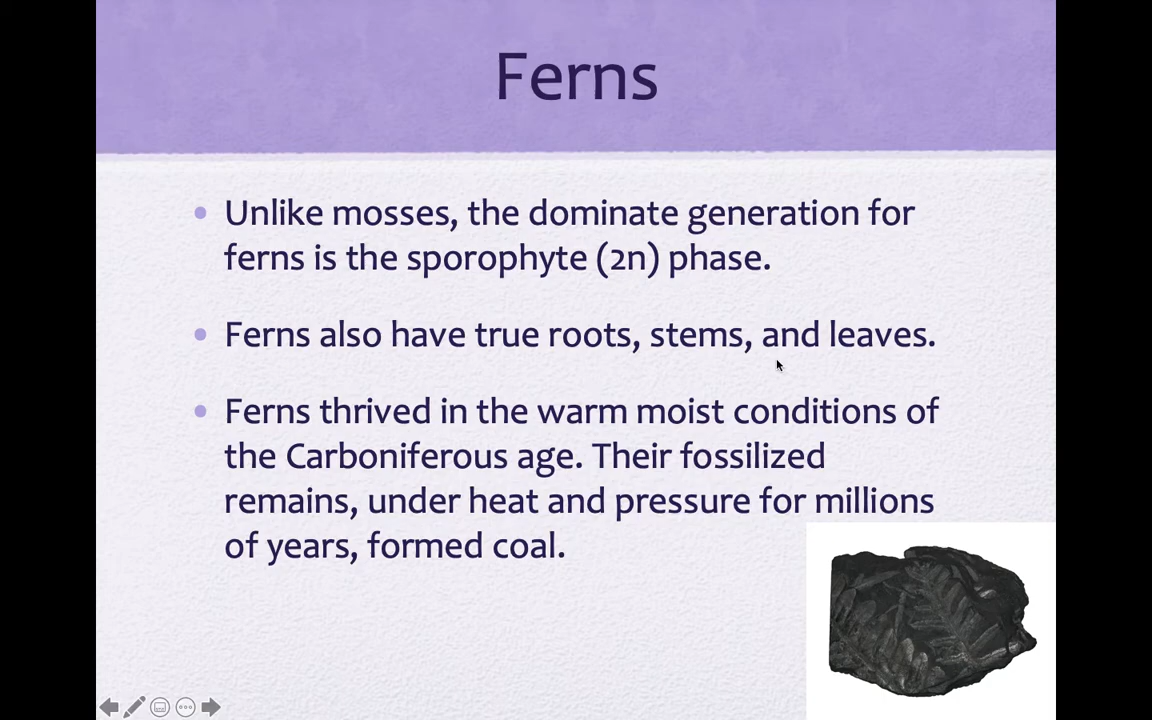 Ferns
Unlike mosses, the dominate generation for
ferns is the sporophyte (2n) phase.
Ferns also have true roots, stems, and leaves.
Ferns thrived in the warm moist conditions of
the Carboniferous age. Their fossilized
remains, under heat and pressure for millions
of years, formed coal.